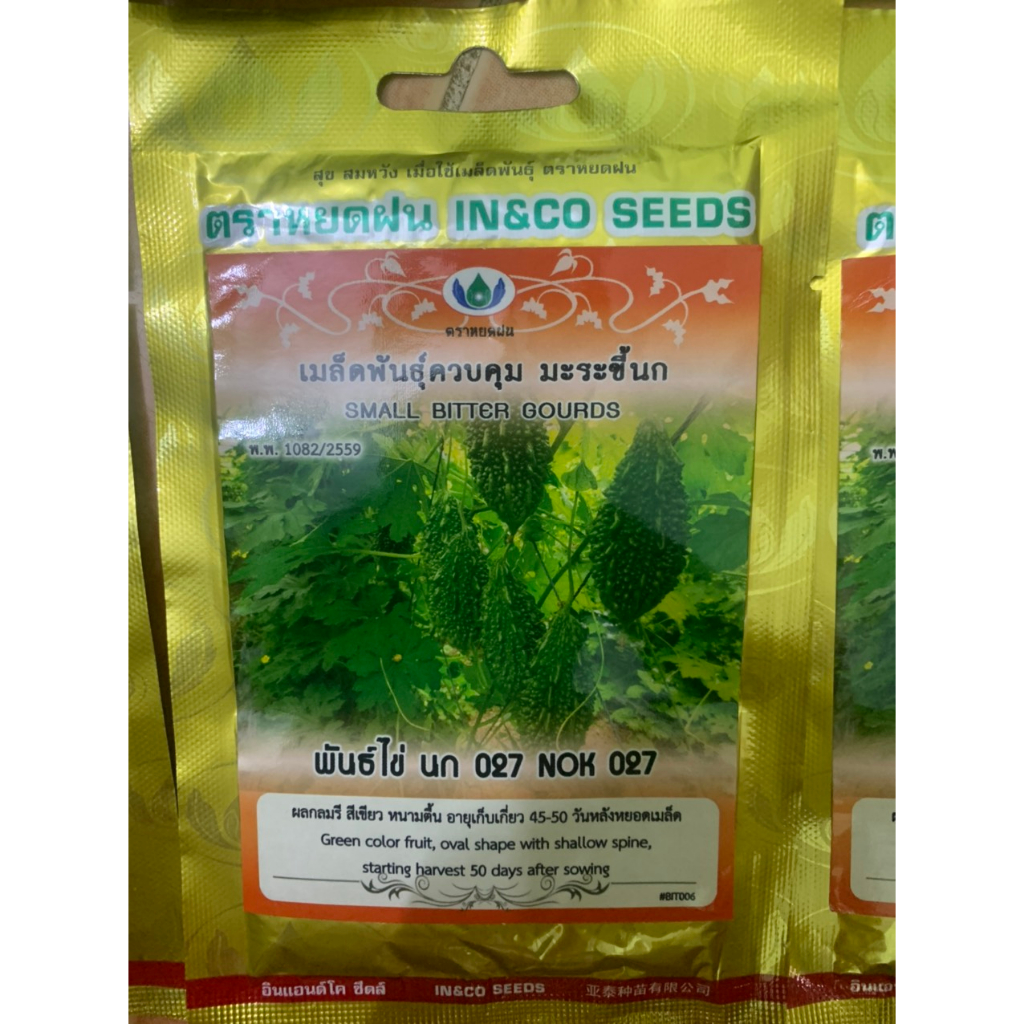 สุข สมหวัง เมื่อใช้เมล็ดพันธุ์ ตราหยดฝน
ตราหยดฝน IN&CO SEEDS
ตราหยดฝน
เมล็ดพันธุ์ควบคุม มะระขี้นก
SMALL BITTER GOURDS
พ.พ. 1082/2559
พันธ์ไข่ นก 027 NOK 027
ผลกลมรี สีเขียว หนามตื้น อายุเก็บเกี่ยว 45-50 วันหลังหยอดเมล็ด
Green color fruit, oval shape with shallow spine,
starting harvest 50 days after sowing
#BIT006
อินแอนด์โค ซีดส์ IN&CO SEEDS 亚泰种苗有限公司